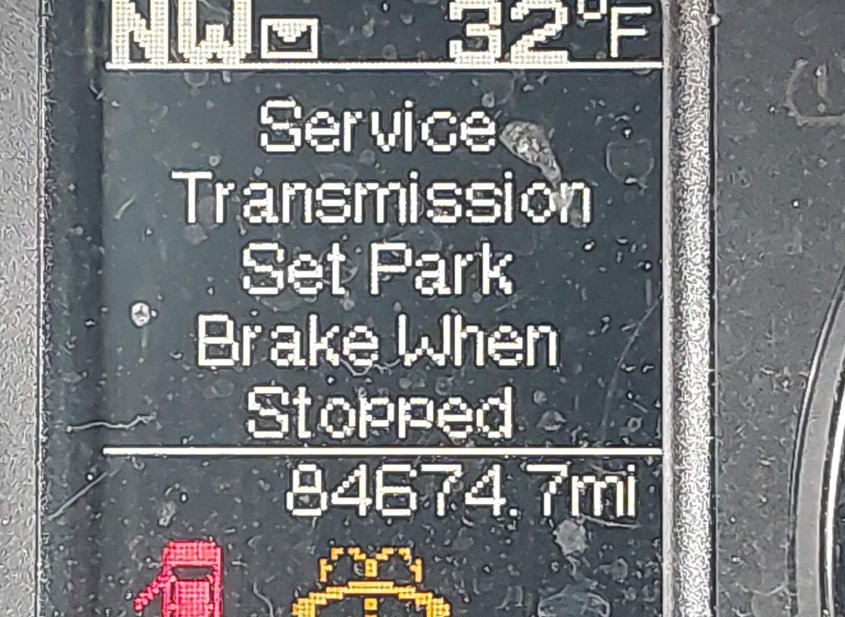 NW 32°F
Service
Transmission
Set Park
Brake When
Stopped
84674.7mi